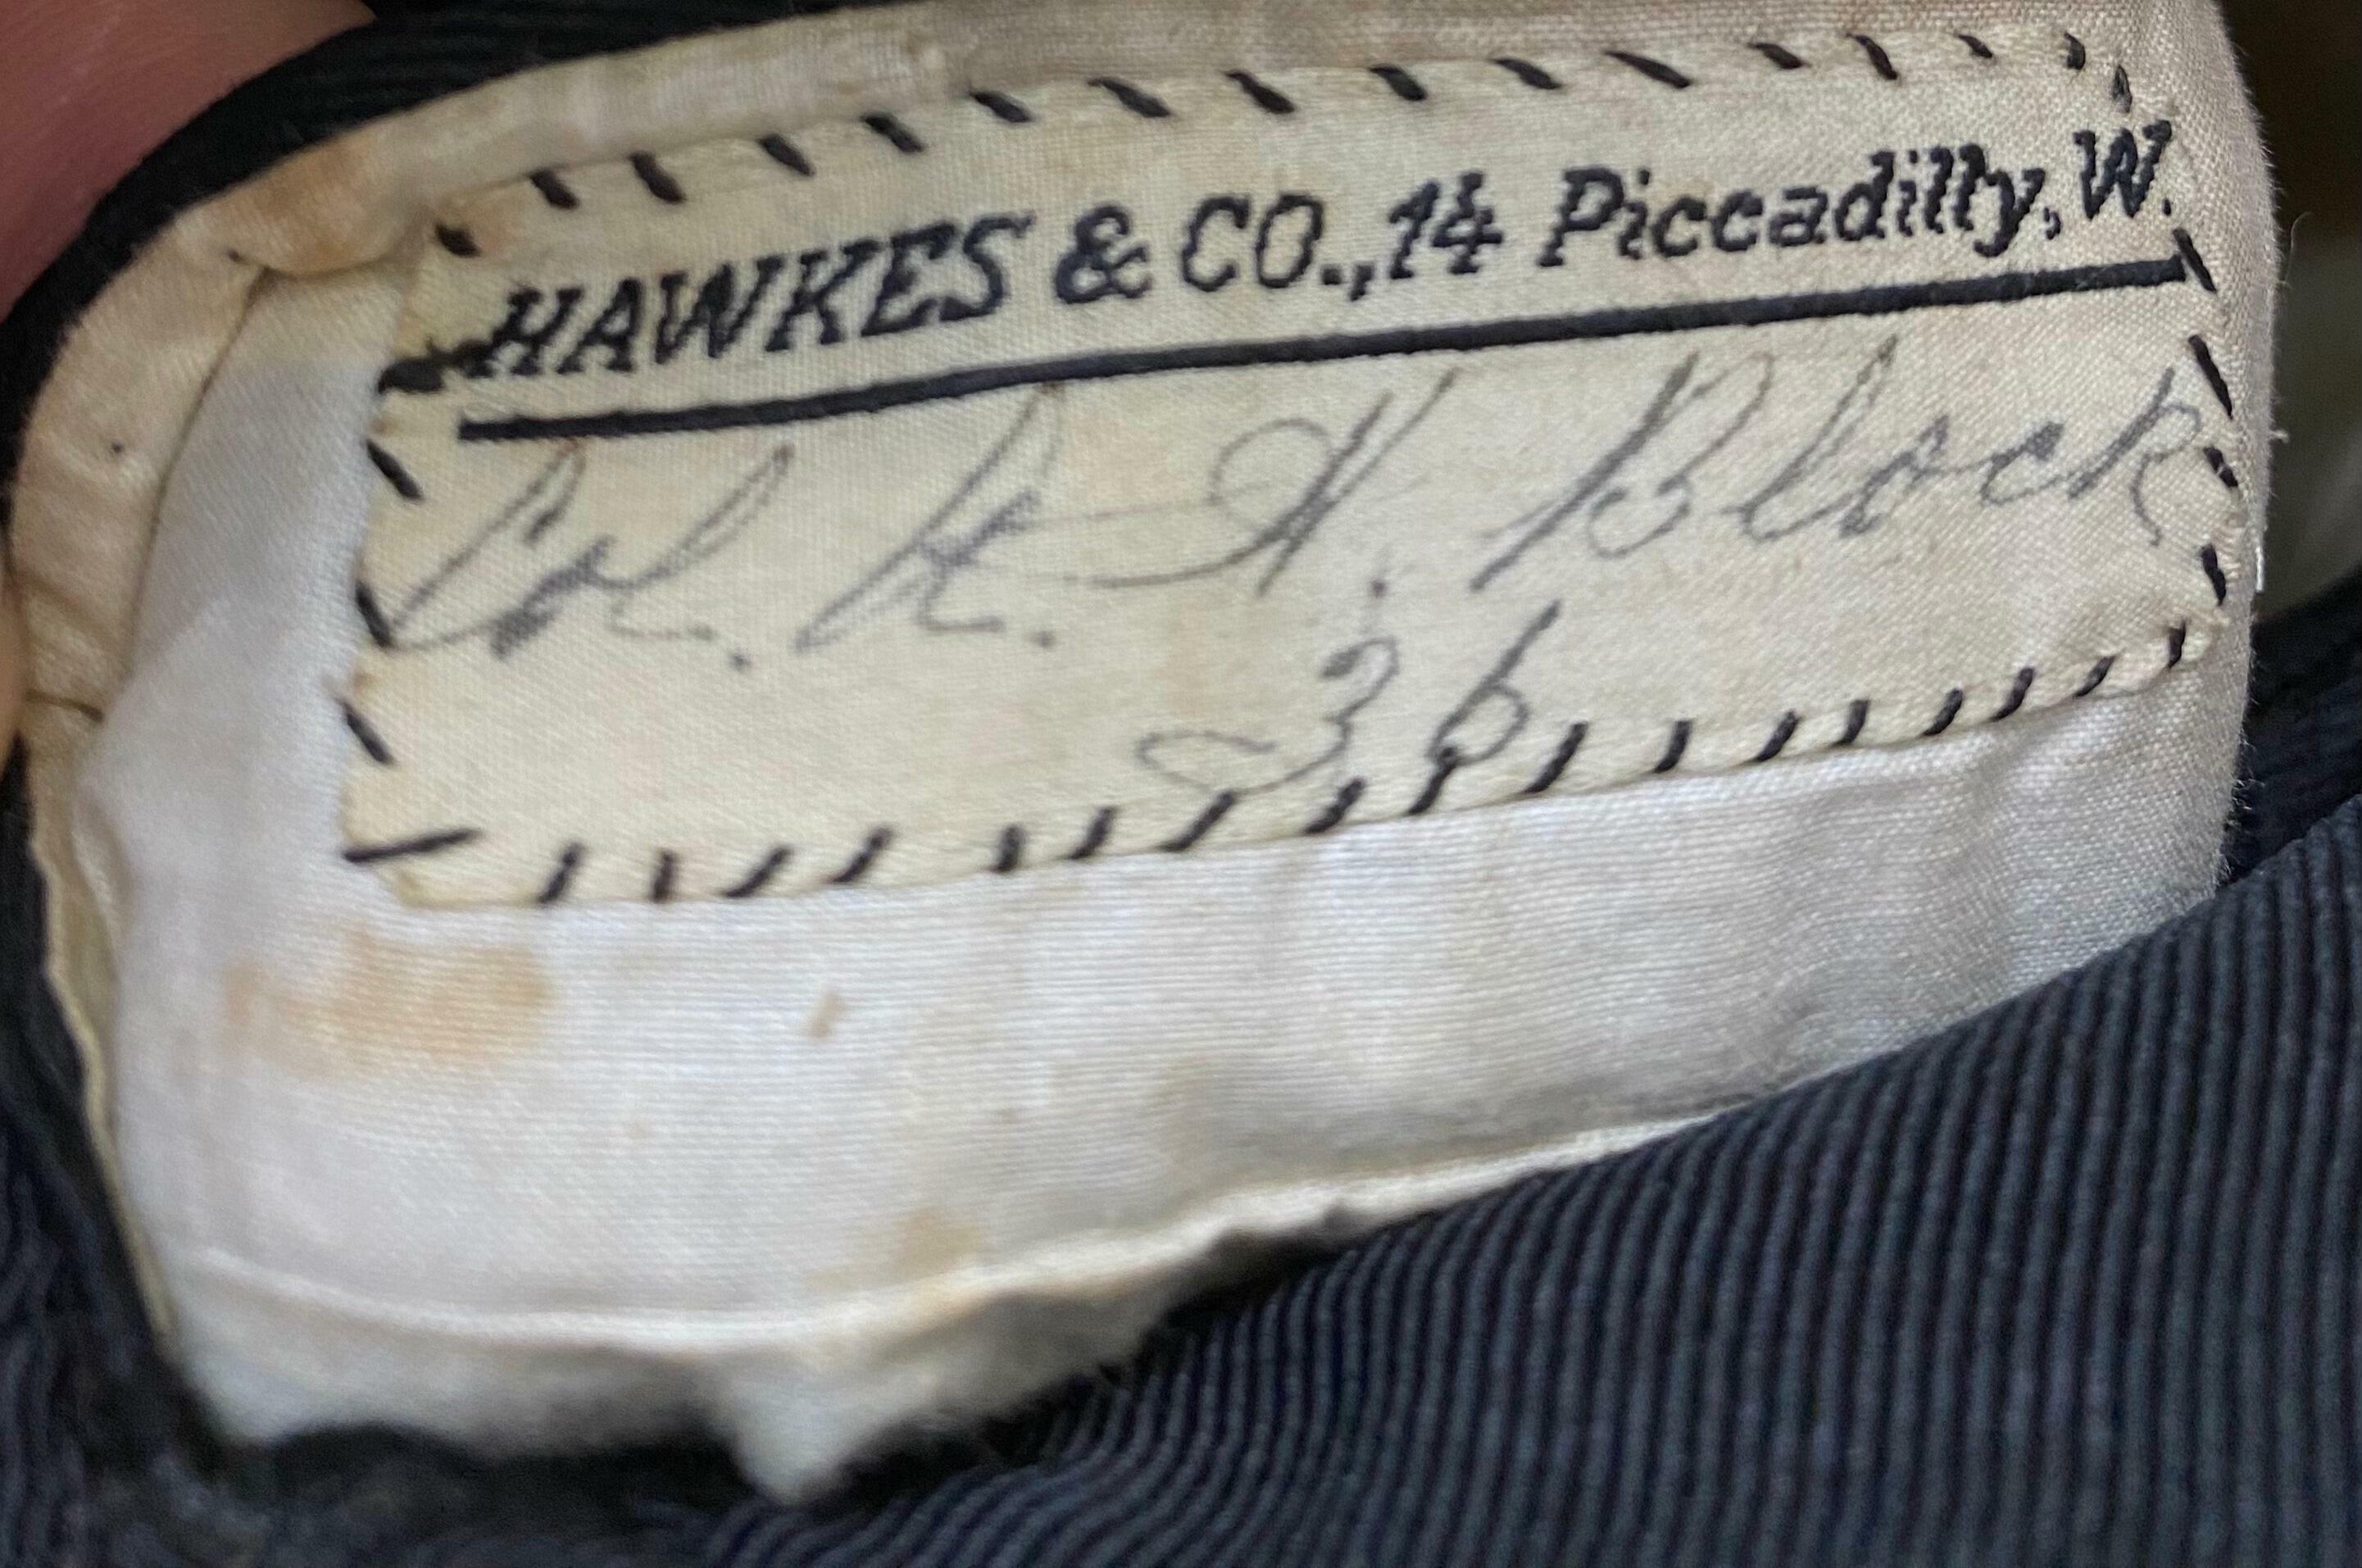 HAWKES & CO., 14 Piccadilly, W.
Col. A. H. Block
36